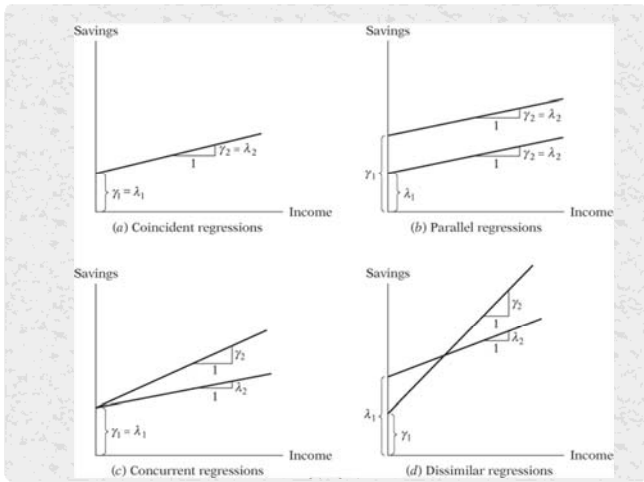 Savings
γ₂ = λ₂
1
γ₁ = λ₁
Income
(a) Coincident regressions
Savings
γ₂ = λ₂
1
γ₂ = λ₂
1
γ₁
λ₁
Income
(b) Parallel regressions
Savings
γ₂
1
λ₂
1
γ₁ = λ₁
Income
(c) Concurrent regressions
Savings
γ₂
1
λ₂
1
λ₁
γ₁
Income
(d) Dissimilar regressions